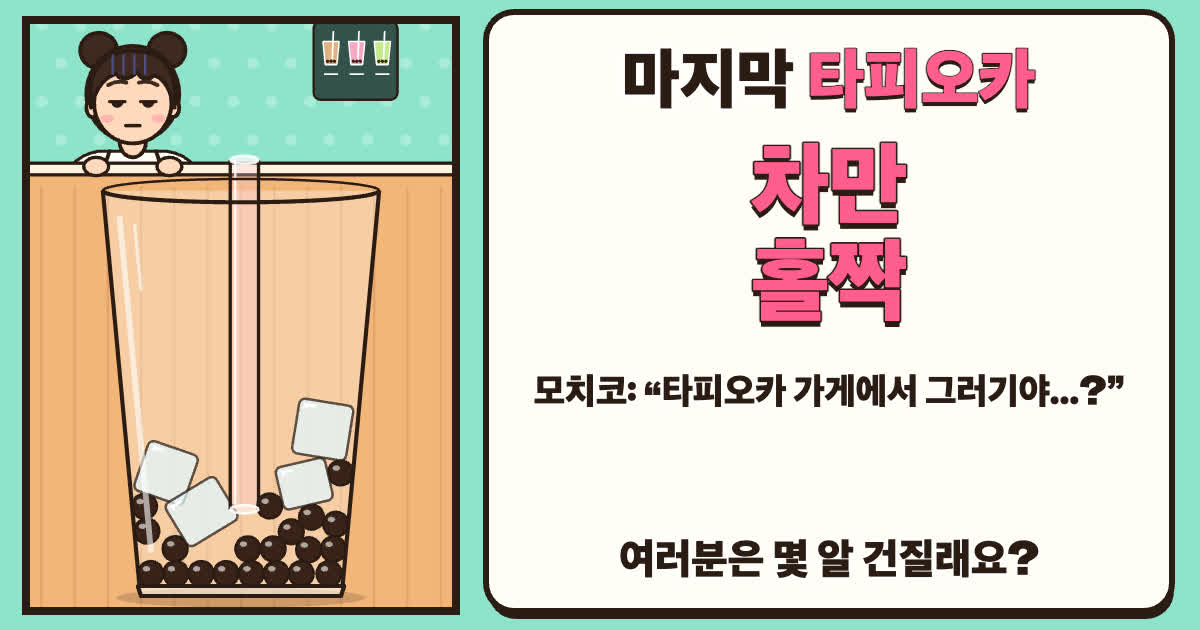 마지막 타피오카
차만
홀짝
모치코: “타피오카 가게에서 그러기야...?”
여러분은 몇 알 건질래요?